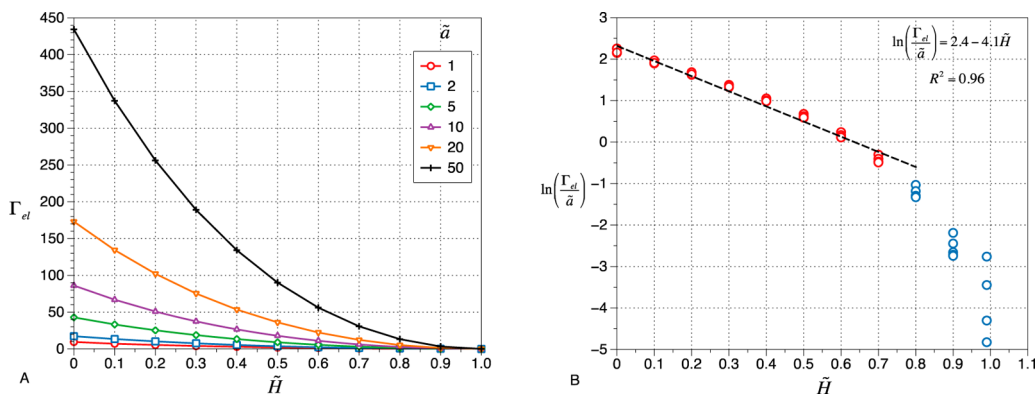 450
400
350
300
250
200
150
100
50
0
Γel
0 0.1 0.2 0.3 0.4 0.5 0.6 0.7 0.8 0.9 1.0
H̃
A
ã
1
2
5
10
20
50
3
2
1
0
-1
-2
-3
-4
-5
ln(Γel/ã)
ln(Γel/ã) = 2.4 − 4.1H̃
R² = 0.96
0 0.1 0.2 0.3 0.4 0.5 0.6 0.7 0.8 0.9 1.0 1.1
H̃
B